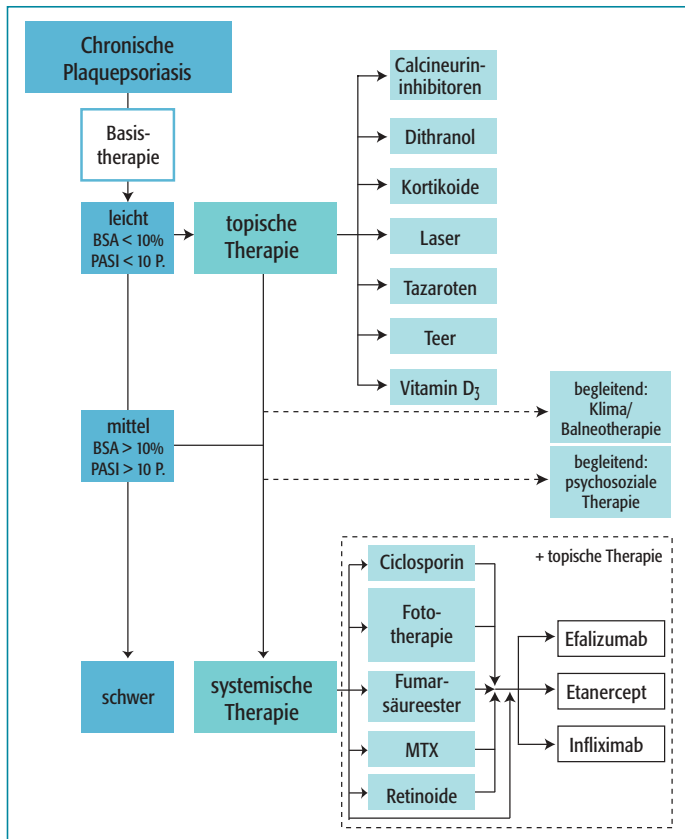 Chronische
Plaquepsoriasis
Basis-
therapie
leicht
BSA < 10%
PASI < 10 P.
topische
Therapie
Calcineurin-
inhibitoren
Dithranol
Kortikoide
Laser
Tazaroten
Teer
Vitamin D₃
begleitend:
Klima/
Balneotherapie
mittel
BSA > 10%
PASI > 10 P.
begleitend:
psychosoziale
Therapie
+ topische Therapie
schwer
systemische
Therapie
Ciclosporin
Foto-
therapie
Fumar-
säureester
MTX
Retinoide
Efalizumab
Etanercept
Infliximab